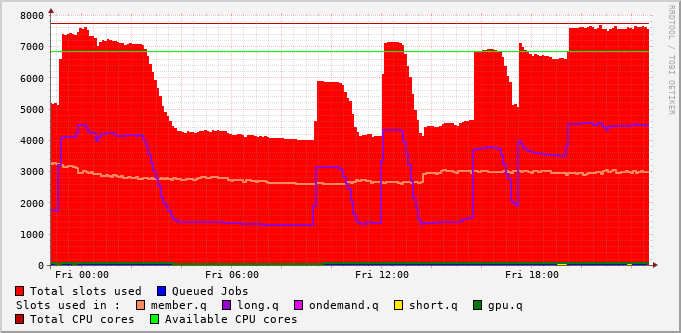 8000
7000
6000
5000
4000
3000
2000
1000
0
Fri 00:00 Fri 06:00 Fri 12:00 Fri 18:00
RRDTOOL / TOBI OETIKER
Total slots used Queued Jobs
Slots used in : member.q long.q ondemand.q short.q gpu.q
Total CPU cores Available CPU cores